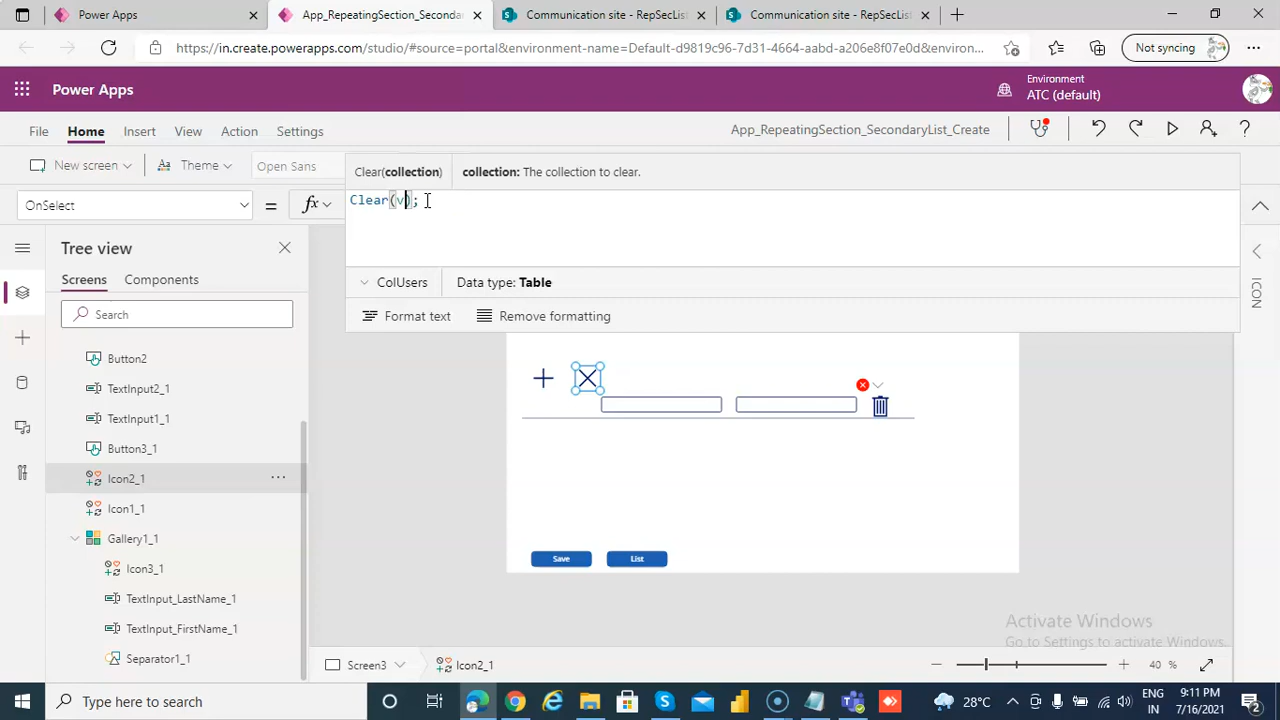 Power Apps
App_RepeatingSection_Seconda
Communication site - RepSecList
Communication site - RepSecLis
https://in.create.powerapps.com/studio/#source=portal&environment-name=Default-d9819c96-7d31-4664-aabd-a206e8f07e0d&environ...
Not syncing
Power Apps
Environment
ATC (default)
File Home Insert View Action Settings
App_RepeatingSection_SecondaryList_Create
New screen
Theme
Open Sans
Clear(collection)
collection: The collection to clear.
OnSelect
= fx
Clear(v);
ColUsers
Data type: Table
Format text
Remove formatting
Tree view
Screens
Components
Search
Button2
TextInput2_1
TextInput1_1
Button3_1
Icon2_1
Icon1_1
Gallery1_1
Icon3_1
TextInput_LastName_1
TextInput_FirstName_1
Separator1_1
ICON
Save
List
Activate Windows
Go to Settings to activate Windows.
Screen3
Icon2_1
40 %
Type here to search
28°C
ENG
IN
9:11 PM
7/16/2021
2